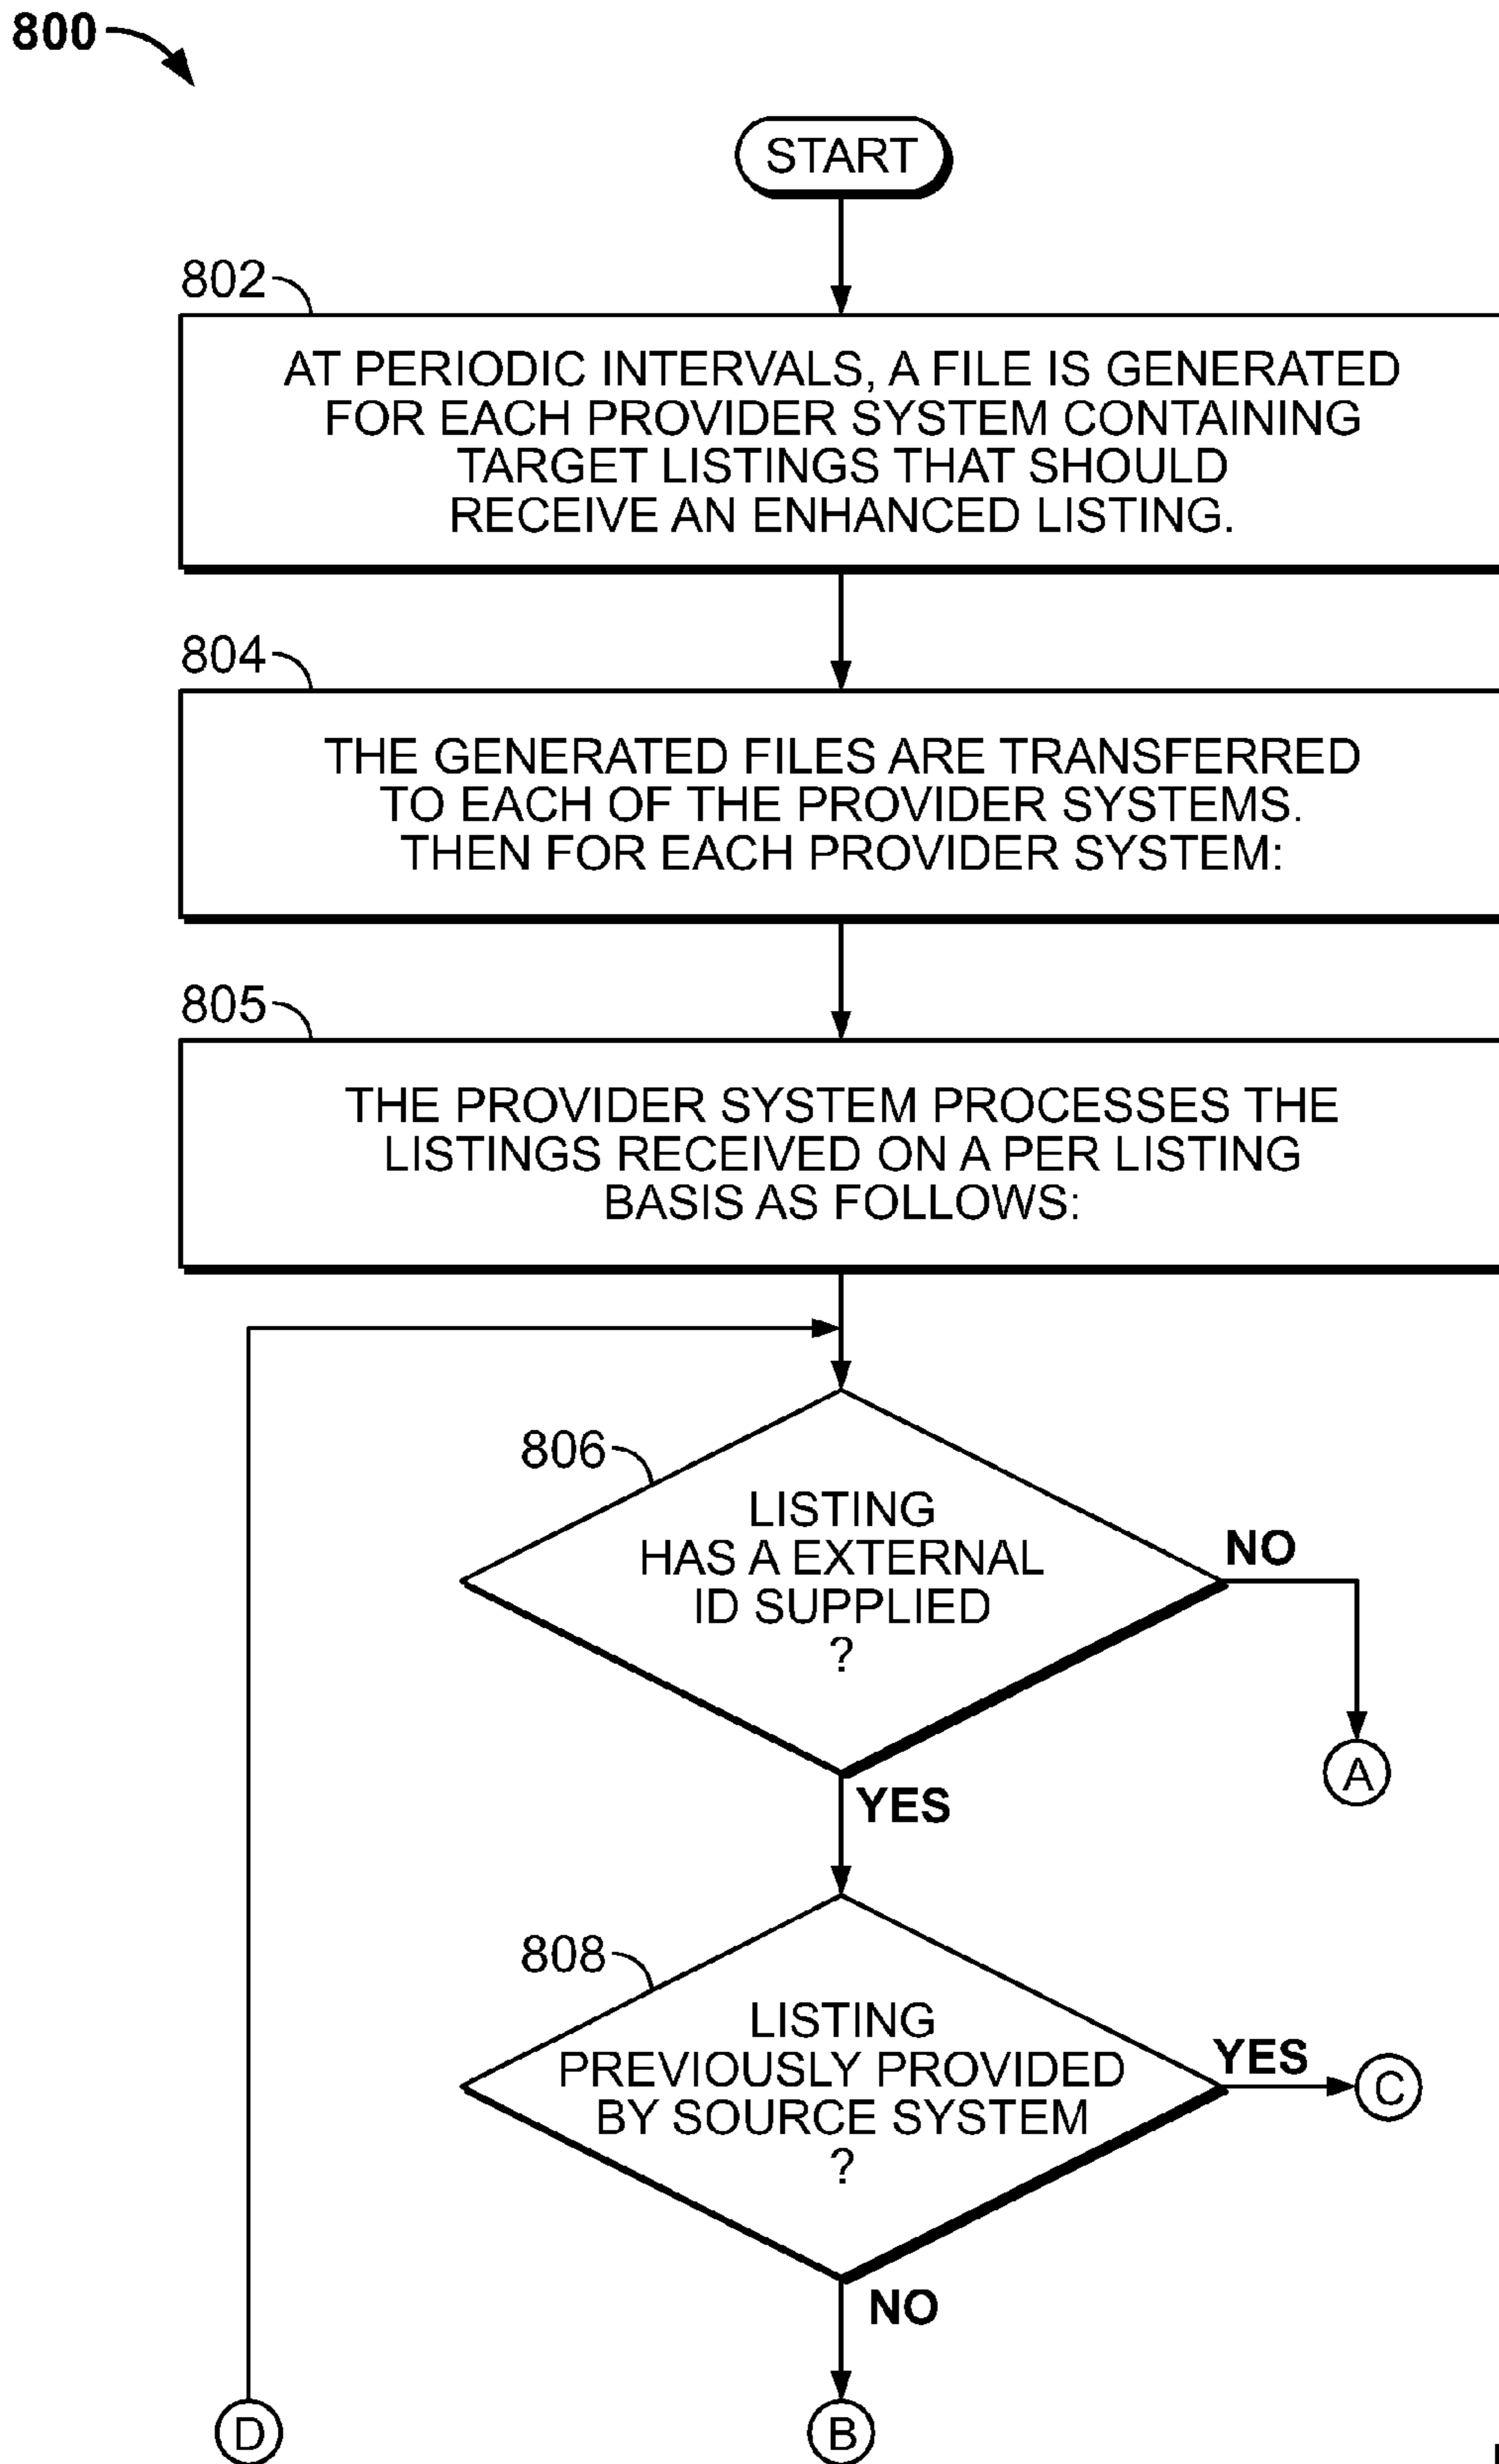 800
START
802
AT PERIODIC INTERVALS, A FILE IS GENERATED
FOR EACH PROVIDER SYSTEM CONTAINING
TARGET LISTINGS THAT SHOULD
RECEIVE AN ENHANCED LISTING.
804
THE GENERATED FILES ARE TRANSFERRED
TO EACH OF THE PROVIDER SYSTEMS.
THEN FOR EACH PROVIDER SYSTEM:
805
THE PROVIDER SYSTEM PROCESSES THE
LISTINGS RECEIVED ON A PER LISTING
BASIS AS FOLLOWS:
806
LISTING
HAS A EXTERNAL
ID SUPPLIED
?
NO
A
YES
808
LISTING
PREVIOUSLY PROVIDED
BY SOURCE SYSTEM
?
YES
C
NO
D
B